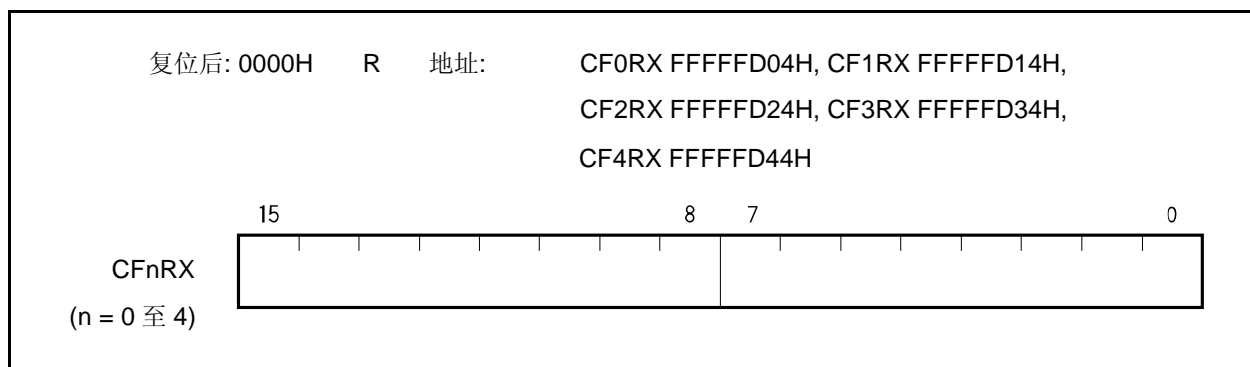 复位后: 0000H R 地址: CF0RX FFFFFD04H, CF1RX FFFFFD14H,
CF2RX FFFFFD24H, CF3RX FFFFFD34H,
CF4RX FFFFFD44H
15 8 7 0
CFnRX
(n = 0 至 4)